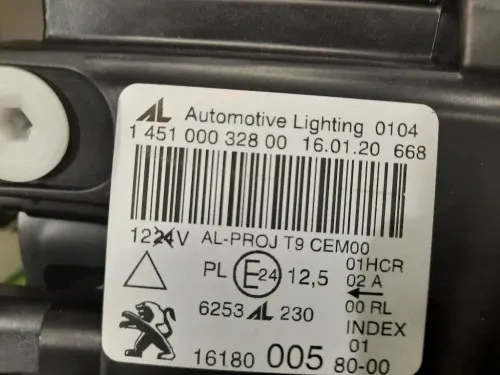 AL Automotive Lighting 0104
1 451 000 328 00 16.01.20 668
1224V AL-PROJ T9 CEM00
PL E24 12,5 01HCR
02 A
00 RL
6253 AL 230 INDEX
01
16180 005 80-00